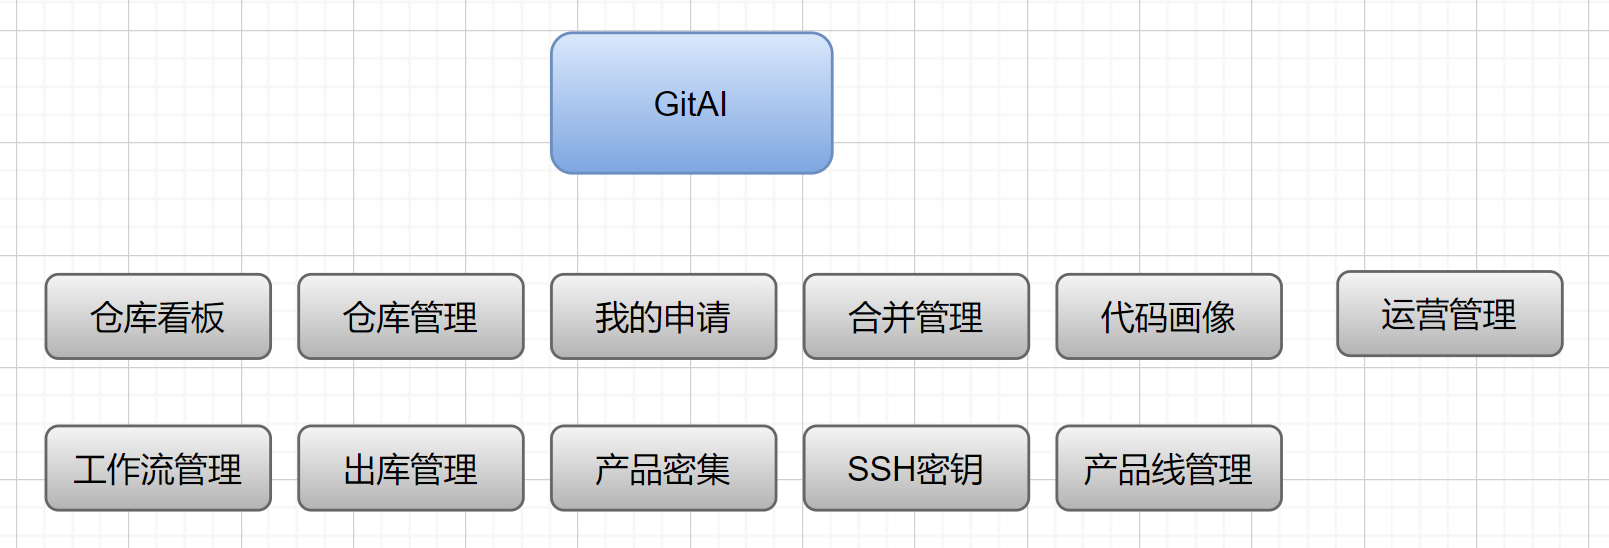 GitAI
仓库看板
仓库管理
我的申请
合并管理
代码画像
运营管理
工作流管理
出库管理
产品密集
SSH密钥
产品线管理